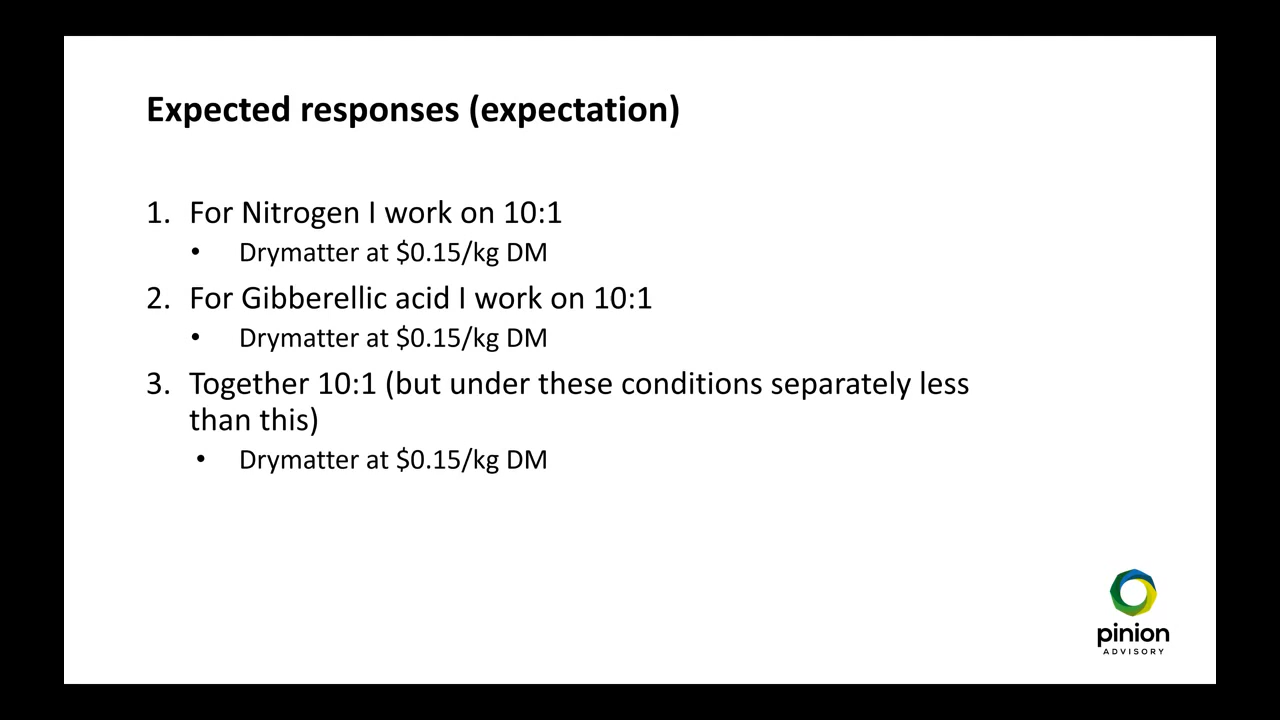 Expected responses (expectation)
1. For Nitrogen I work on 10:1
• Drymatter at $0.15/kg DM
2. For Gibberellic acid I work on 10:1
• Drymatter at $0.15/kg DM
3. Together 10:1 (but under these conditions separately less
than this)
• Drymatter at $0.15/kg DM
pinion
ADVISORY